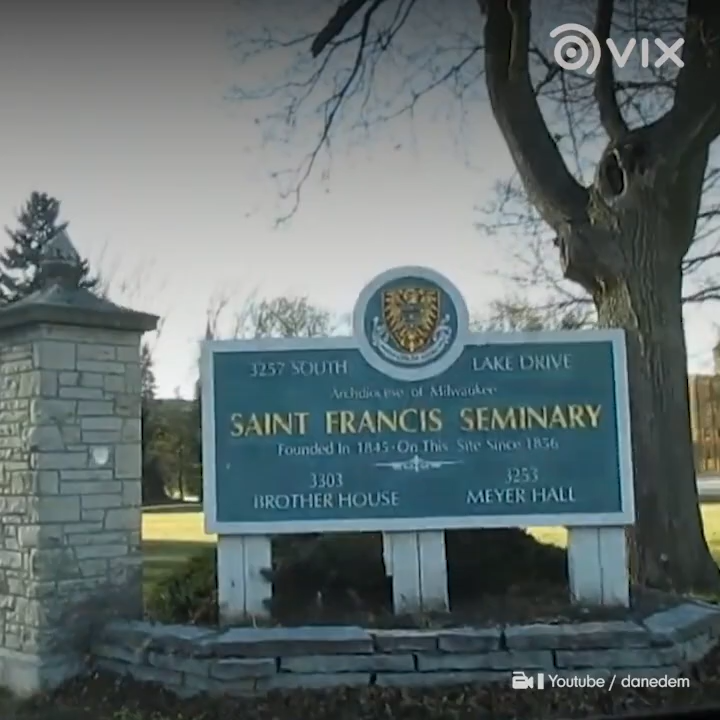 VIX
3257 SOUTH LAKE DRIVE
Archdiocese of Milwaukee
SAINT FRANCIS SEMINARY
Founded In 1845 - On This Site Since 1856
3303 3253
BROTHER HOUSE MEYER HALL
Youtube / danedem